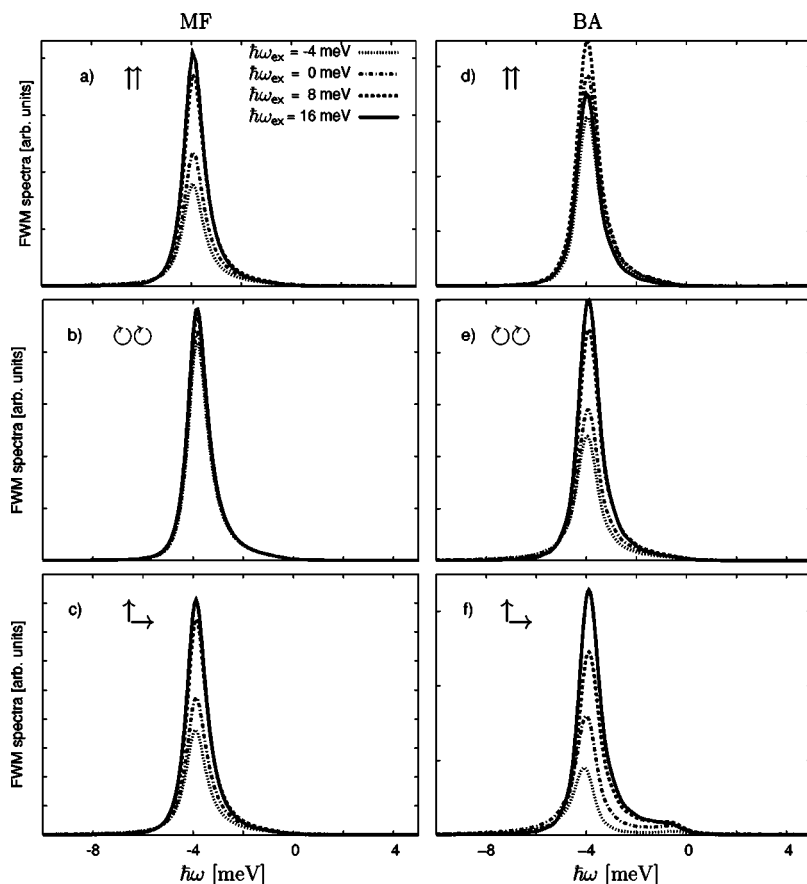 MF
BA
a) ⇈
ħω_ex = -4 meV
ħω_ex = 0 meV
ħω_ex = 8 meV
ħω_ex = 16 meV
d) ⇈
FWM spectra [arb. units]
b) ↻↻
e) ↻↻
FWM spectra [arb. units]
c) ↑→
f) ↑→
FWM spectra [arb. units]
-8 -4 0 4
−8 −4 0 4
ħω [meV]
ħω [meV]